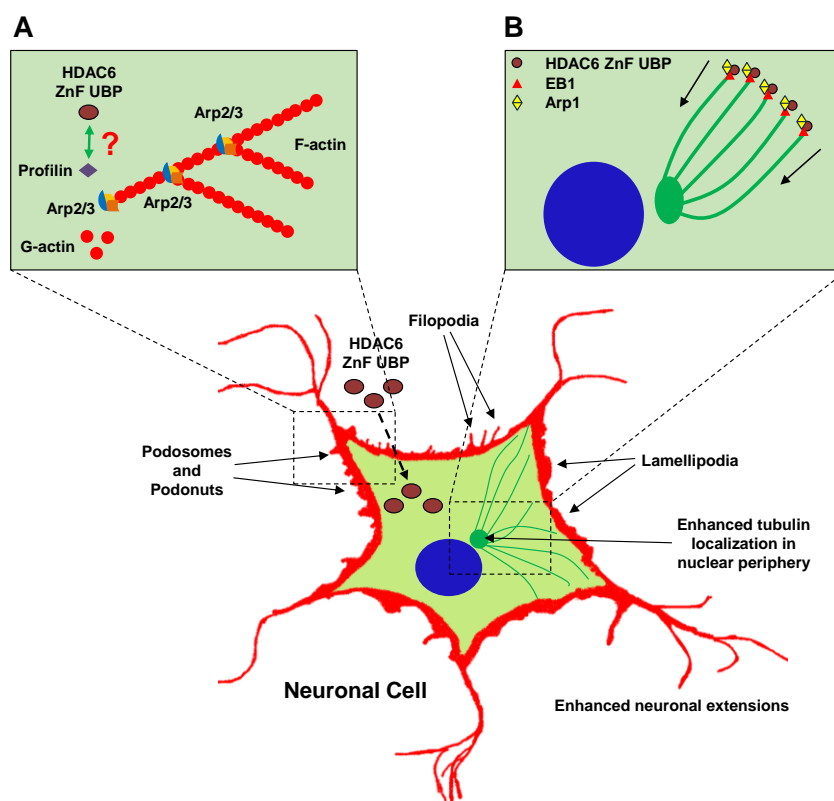 A
HDAC6
ZnF UBP
Arp2/3
?
F-actin
Profilin
Arp2/3
Arp2/3
G-actin
B
HDAC6 ZnF UBP
EB1
Arp1
Filopodia
HDAC6
ZnF UBP
Podosomes
and
Podonuts
Lamellipodia
Enhanced tubulin
localization in
nuclear periphery
Neuronal Cell
Enhanced neuronal extensions